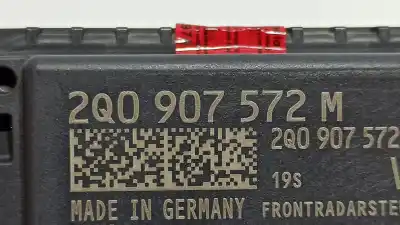 2Q0 907 572 M
2Q0 907 572
19S
MADE IN GERMANY FRONTRADARSTE